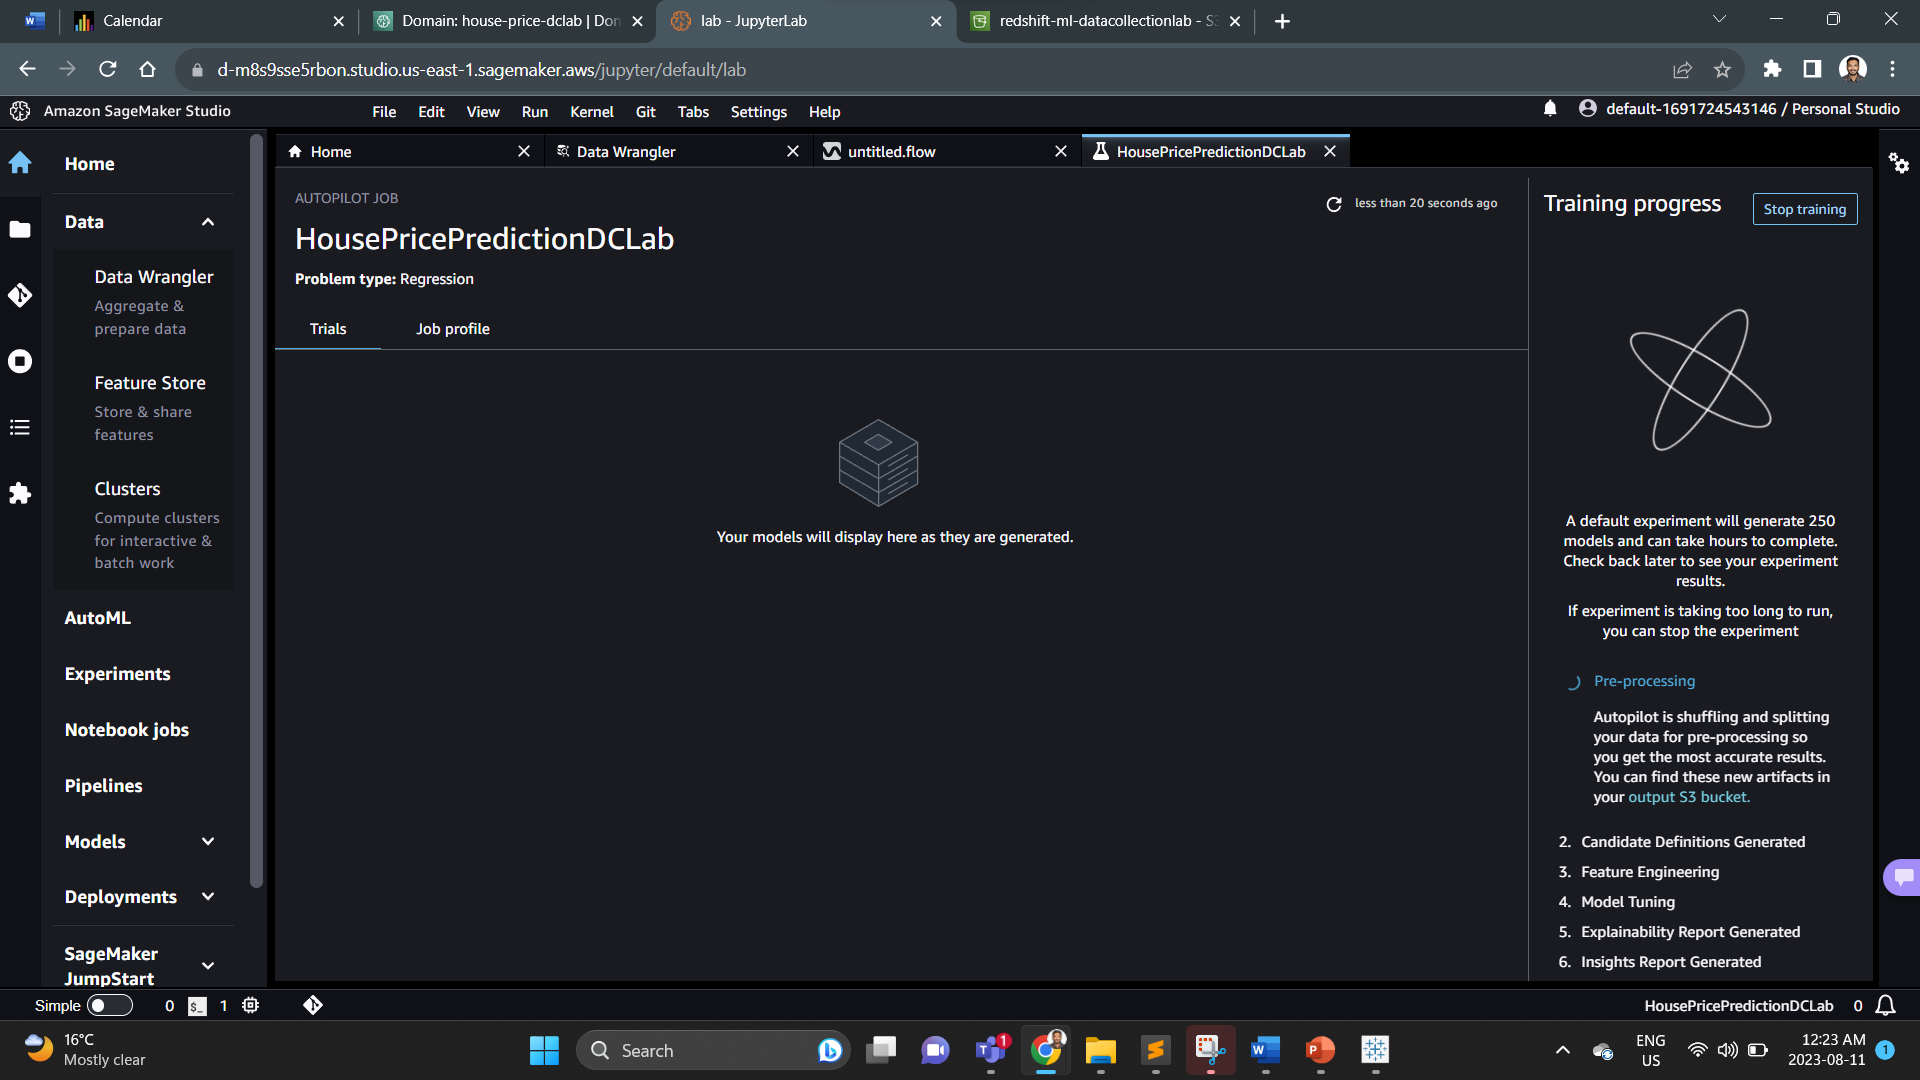 Calendar
Domain: house-price-dclab | Don
lab - JupyterLab
redshift-ml-datacollectionlab - S3
d-m8s9sse5rbon.studio.us-east-1.sagemaker.aws/jupyter/default/lab
Amazon SageMaker Studio
File Edit View Run Kernel Git Tabs Settings Help
default-1691724543146 / Personal Studio
Home
Data Wrangler
untitled.flow
HousePricePredictionDCLab
Home
Data
Data Wrangler
Aggregate &
prepare data
Feature Store
Store & share
features
Clusters
Compute clusters
for interactive &
batch work
AutoML
Experiments
Notebook jobs
Pipelines
Models
Deployments
SageMaker
JumpStart
AUTOPILOT JOB
less than 20 seconds ago
HousePricePredictionDCLab
Problem type: Regression
Trials
Job profile
Your models will display here as they are generated.
Training progress
Stop training
A default experiment will generate 250
models and can take hours to complete.
Check back later to see your experiment
results.
If experiment is taking too long to run,
you can stop the experiment
Pre-processing
Autopilot is shuffling and splitting
your data for pre-processing so
you get the most accurate results.
You can find these new artifacts in
your output S3 bucket.
2. Candidate Definitions Generated
3. Feature Engineering
4. Model Tuning
5. Explainability Report Generated
6. Insights Report Generated
Simple
0
$_
1
HousePricePredictionDCLab
0
16°C
Mostly clear
Search
1
ENG
US
12:23 AM
2023-08-11
1